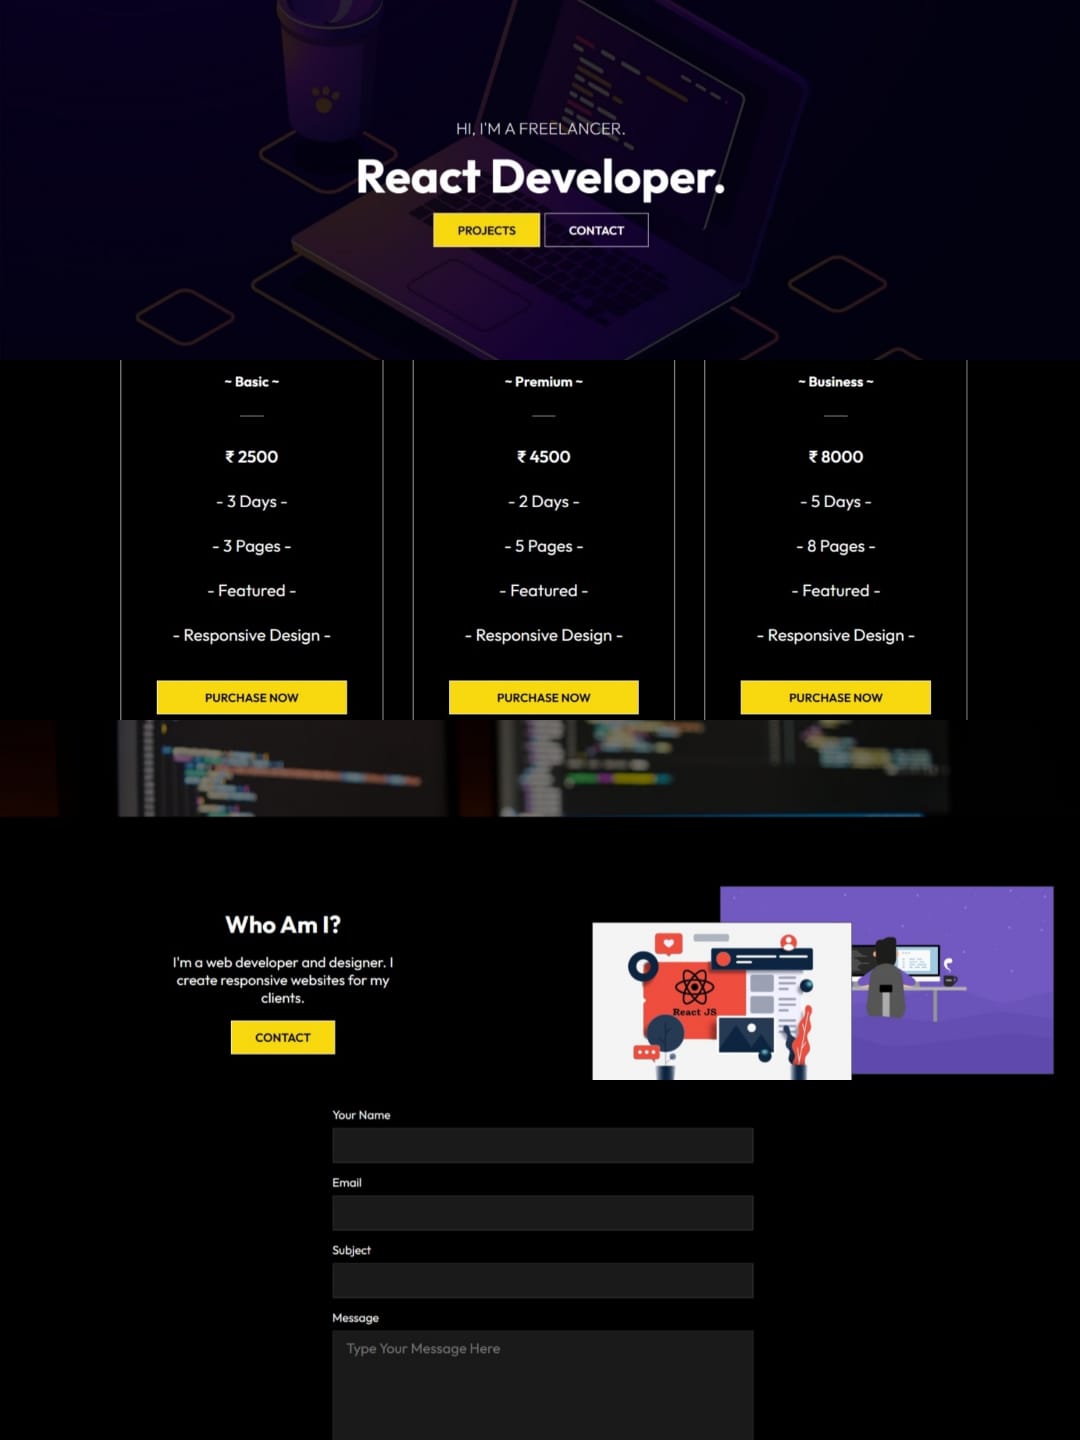 HI, I'M A FREELANCER.
React Developer.
PROJECTS
CONTACT
~ Basic ~
₹ 2500
- 3 Days -
- 3 Pages -
- Featured -
- Responsive Design -
PURCHASE NOW
~ Premium ~
₹ 4500
- 2 Days -
- 5 Pages -
- Featured -
- Responsive Design -
PURCHASE NOW
~ Business ~
₹ 8000
- 5 Days -
- 8 Pages -
- Featured -
- Responsive Design -
PURCHASE NOW
Who Am I?
I'm a web developer and designer. I
create responsive websites for my
clients.
CONTACT
React JS
Your Name
Email
Subject
Message
Type Your Message Here